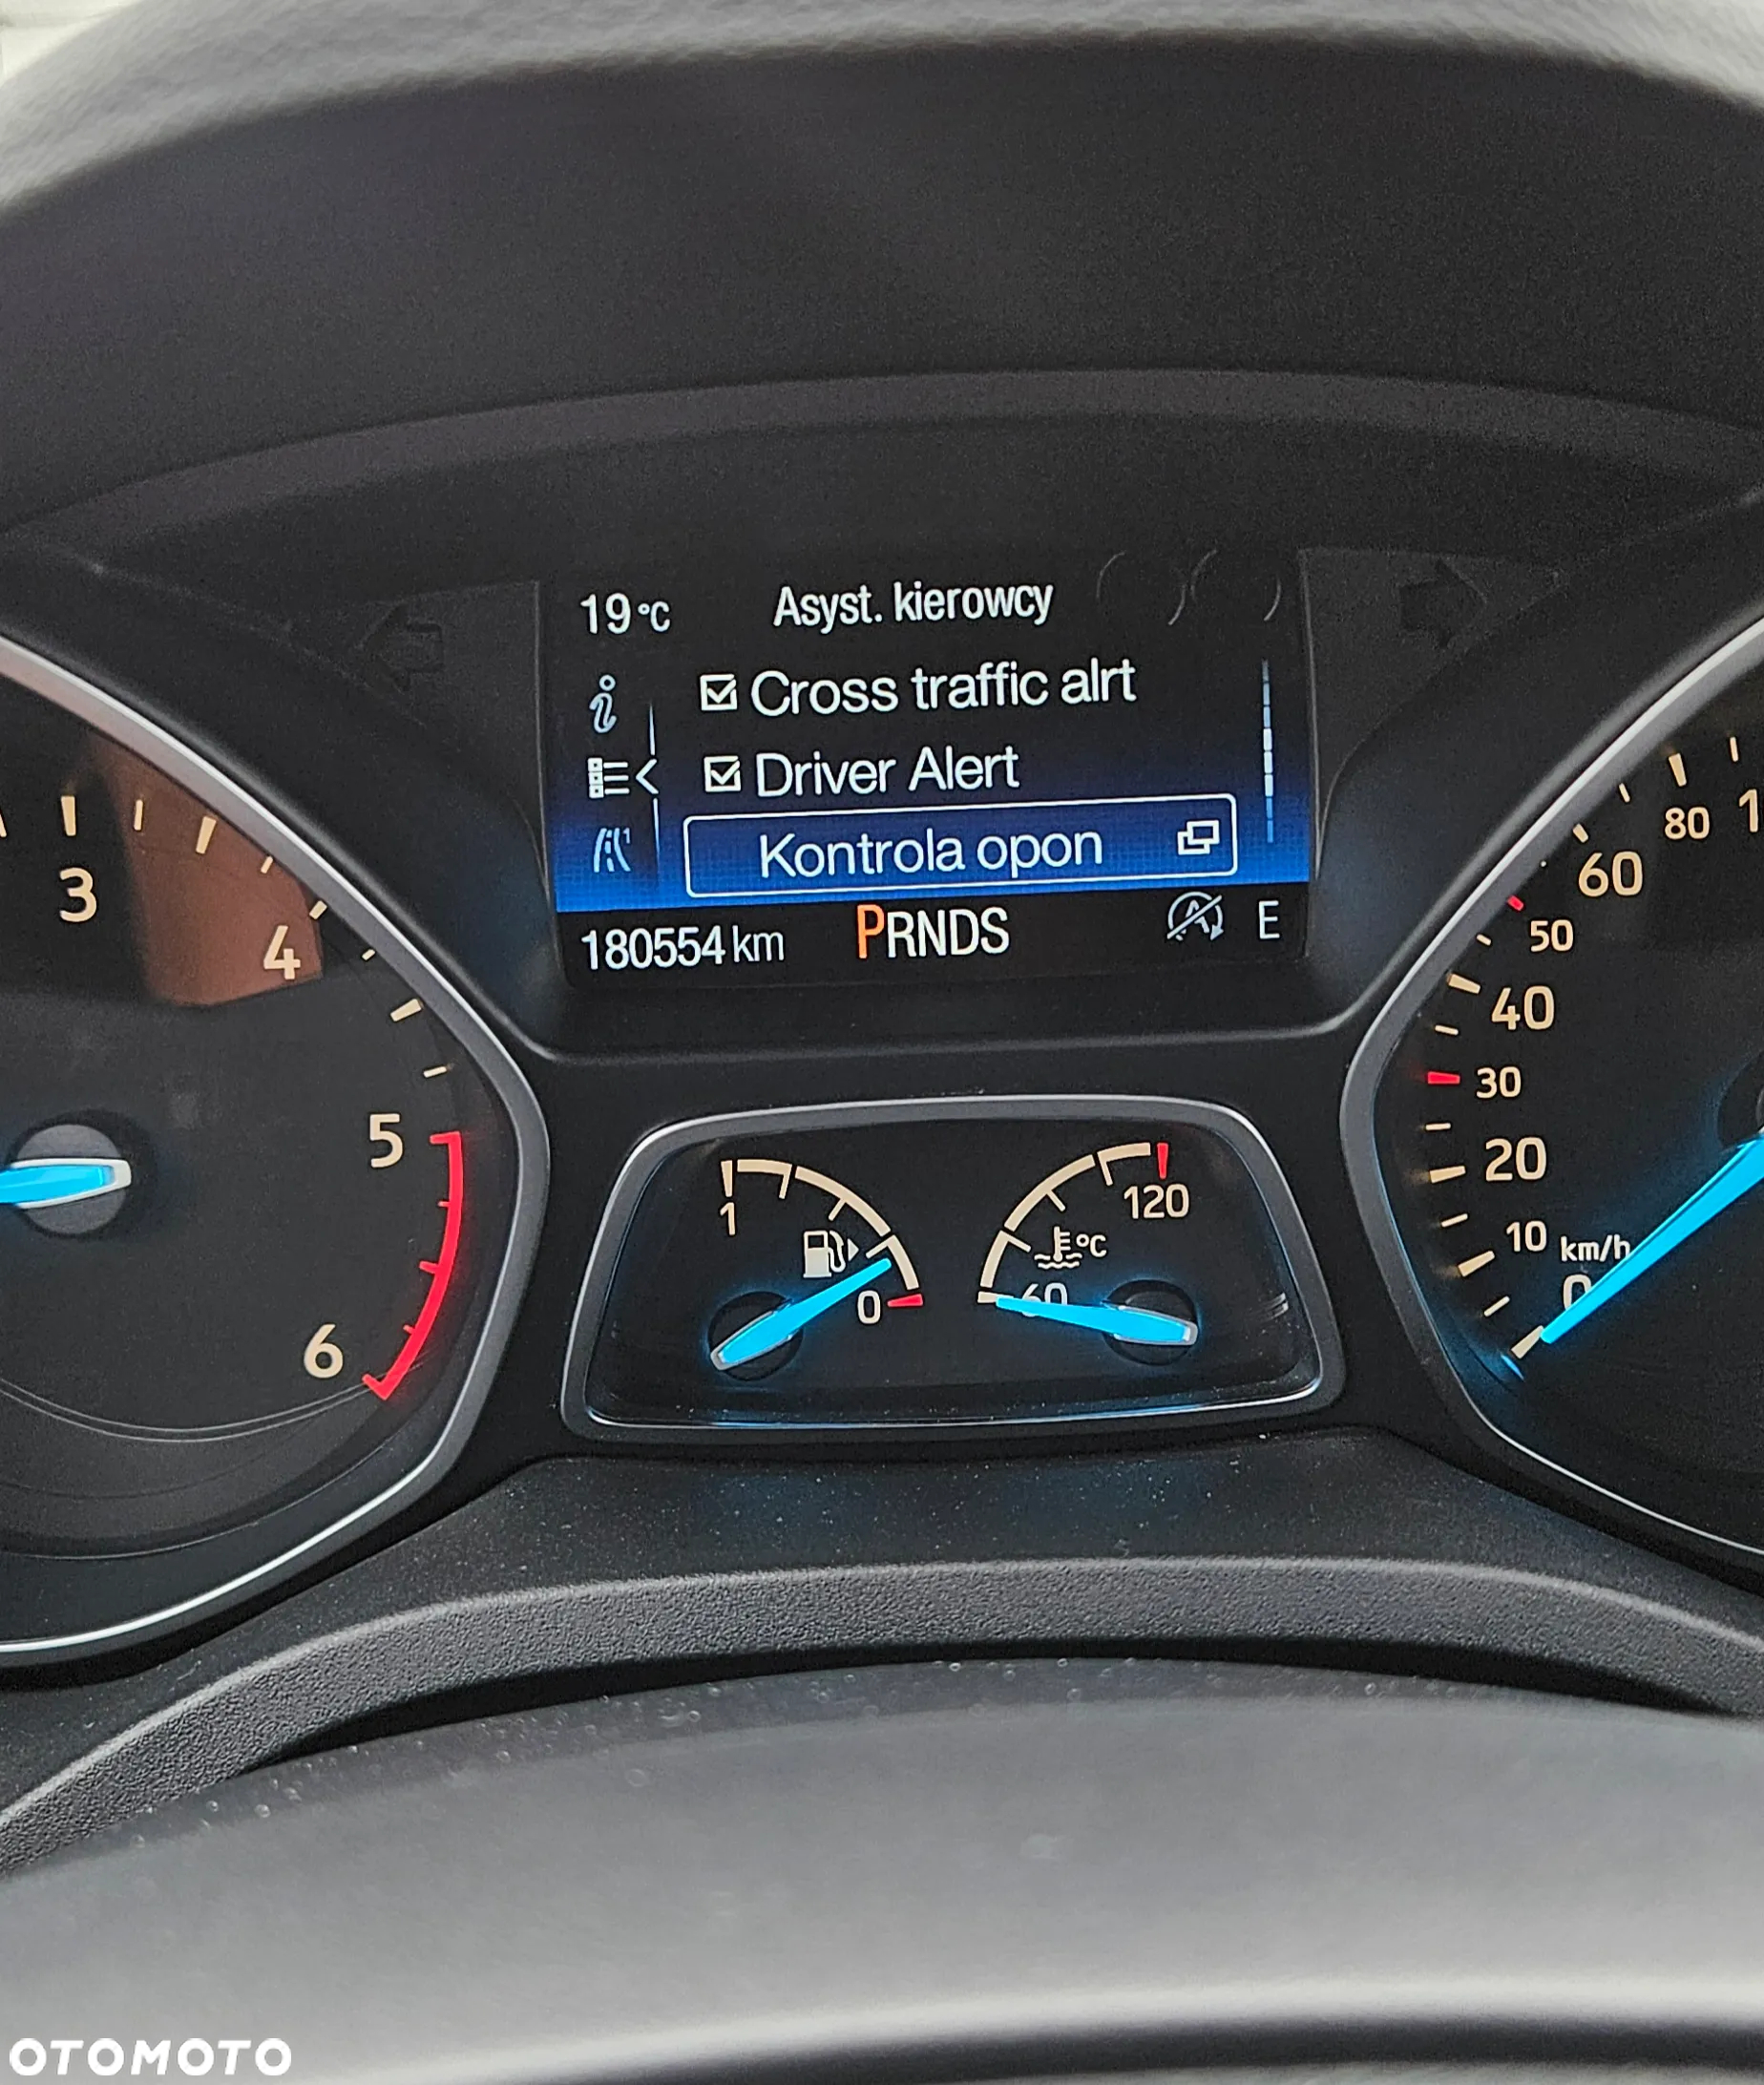 19°C Asyst. kierowcy
Cross traffic alrt
Driver Alert
Kontrola opon
180554 km PRNDS E
3
4
5
6
1
0
120
°C
60
80
60
50
40
30
20
10 km/h
0
OTOMOTO